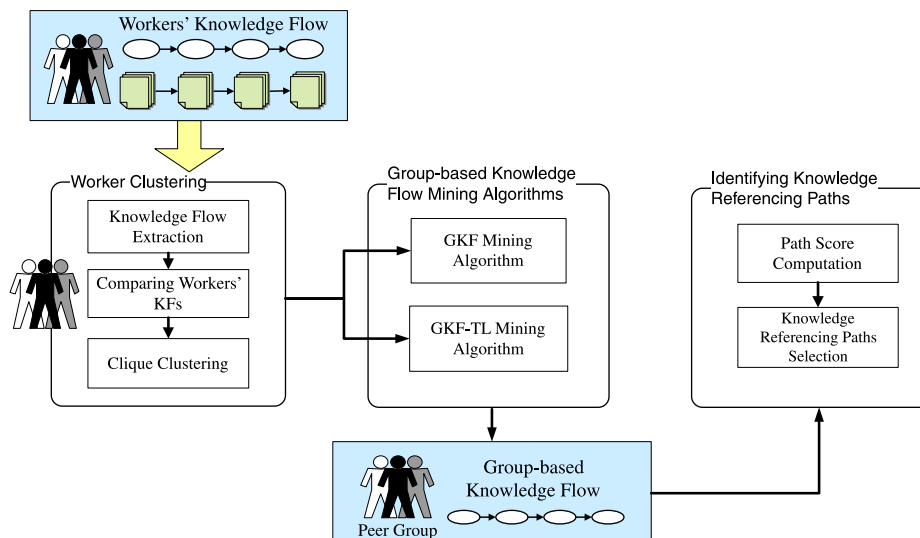 Workers' Knowledge Flow
Worker Clustering
Knowledge Flow
Extraction
Comparing Workers'
KFs
Clique Clustering
Group-based Knowledge
Flow Mining Algorithms
GKF Mining
Algorithm
GKF-TL Mining
Algorithm
Identifying Knowledge
Referencing Paths
Path Score
Computation
Knowledge
Referencing Paths
Selection
Group-based
Knowledge Flow
Peer Group